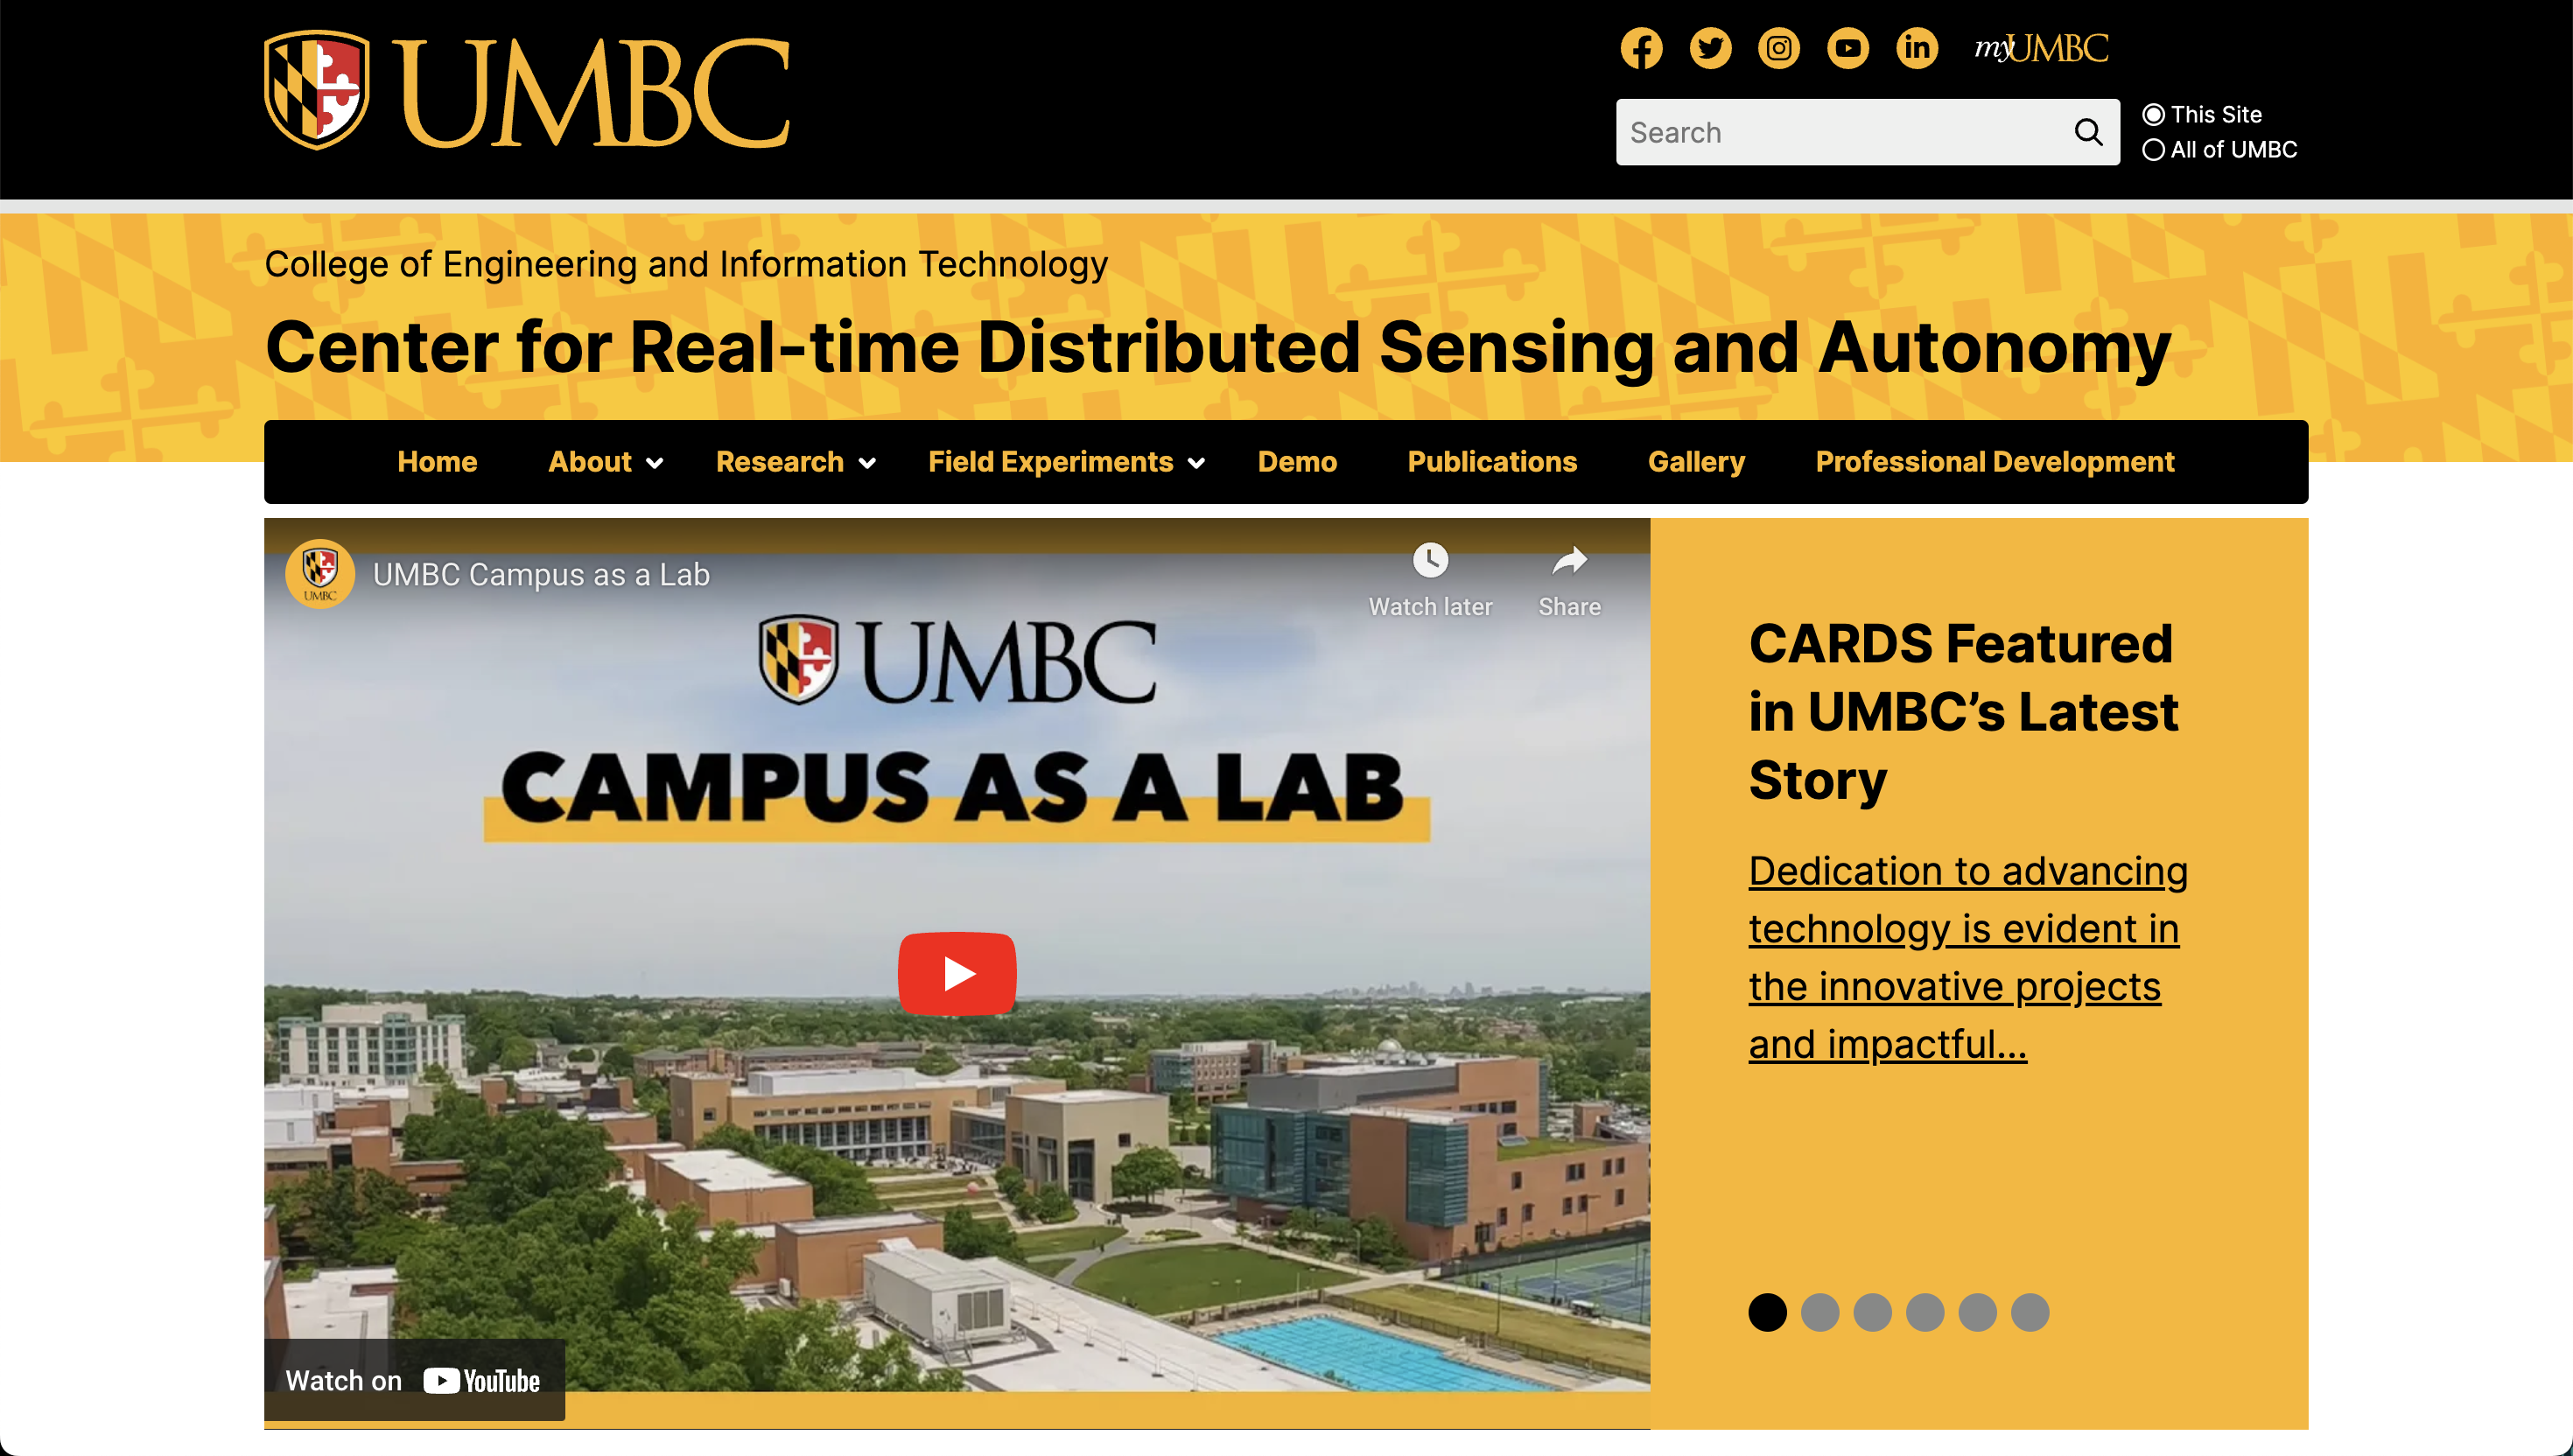 UMBC
myUMBC
Search
This Site
All of UMBC
College of Engineering and Information Technology
Center for Real-time Distributed Sensing and Autonomy
Home About Research Field Experiments Demo Publications Gallery Professional Development
UMBC
UMBC Campus as a Lab
Watch later
Share
UMBC
CAMPUS AS A LAB
Watch on YouTube
CARDS Featured
in UMBC’s Latest
Story
Dedication to advancing
technology is evident in
the innovative projects
and impactful...